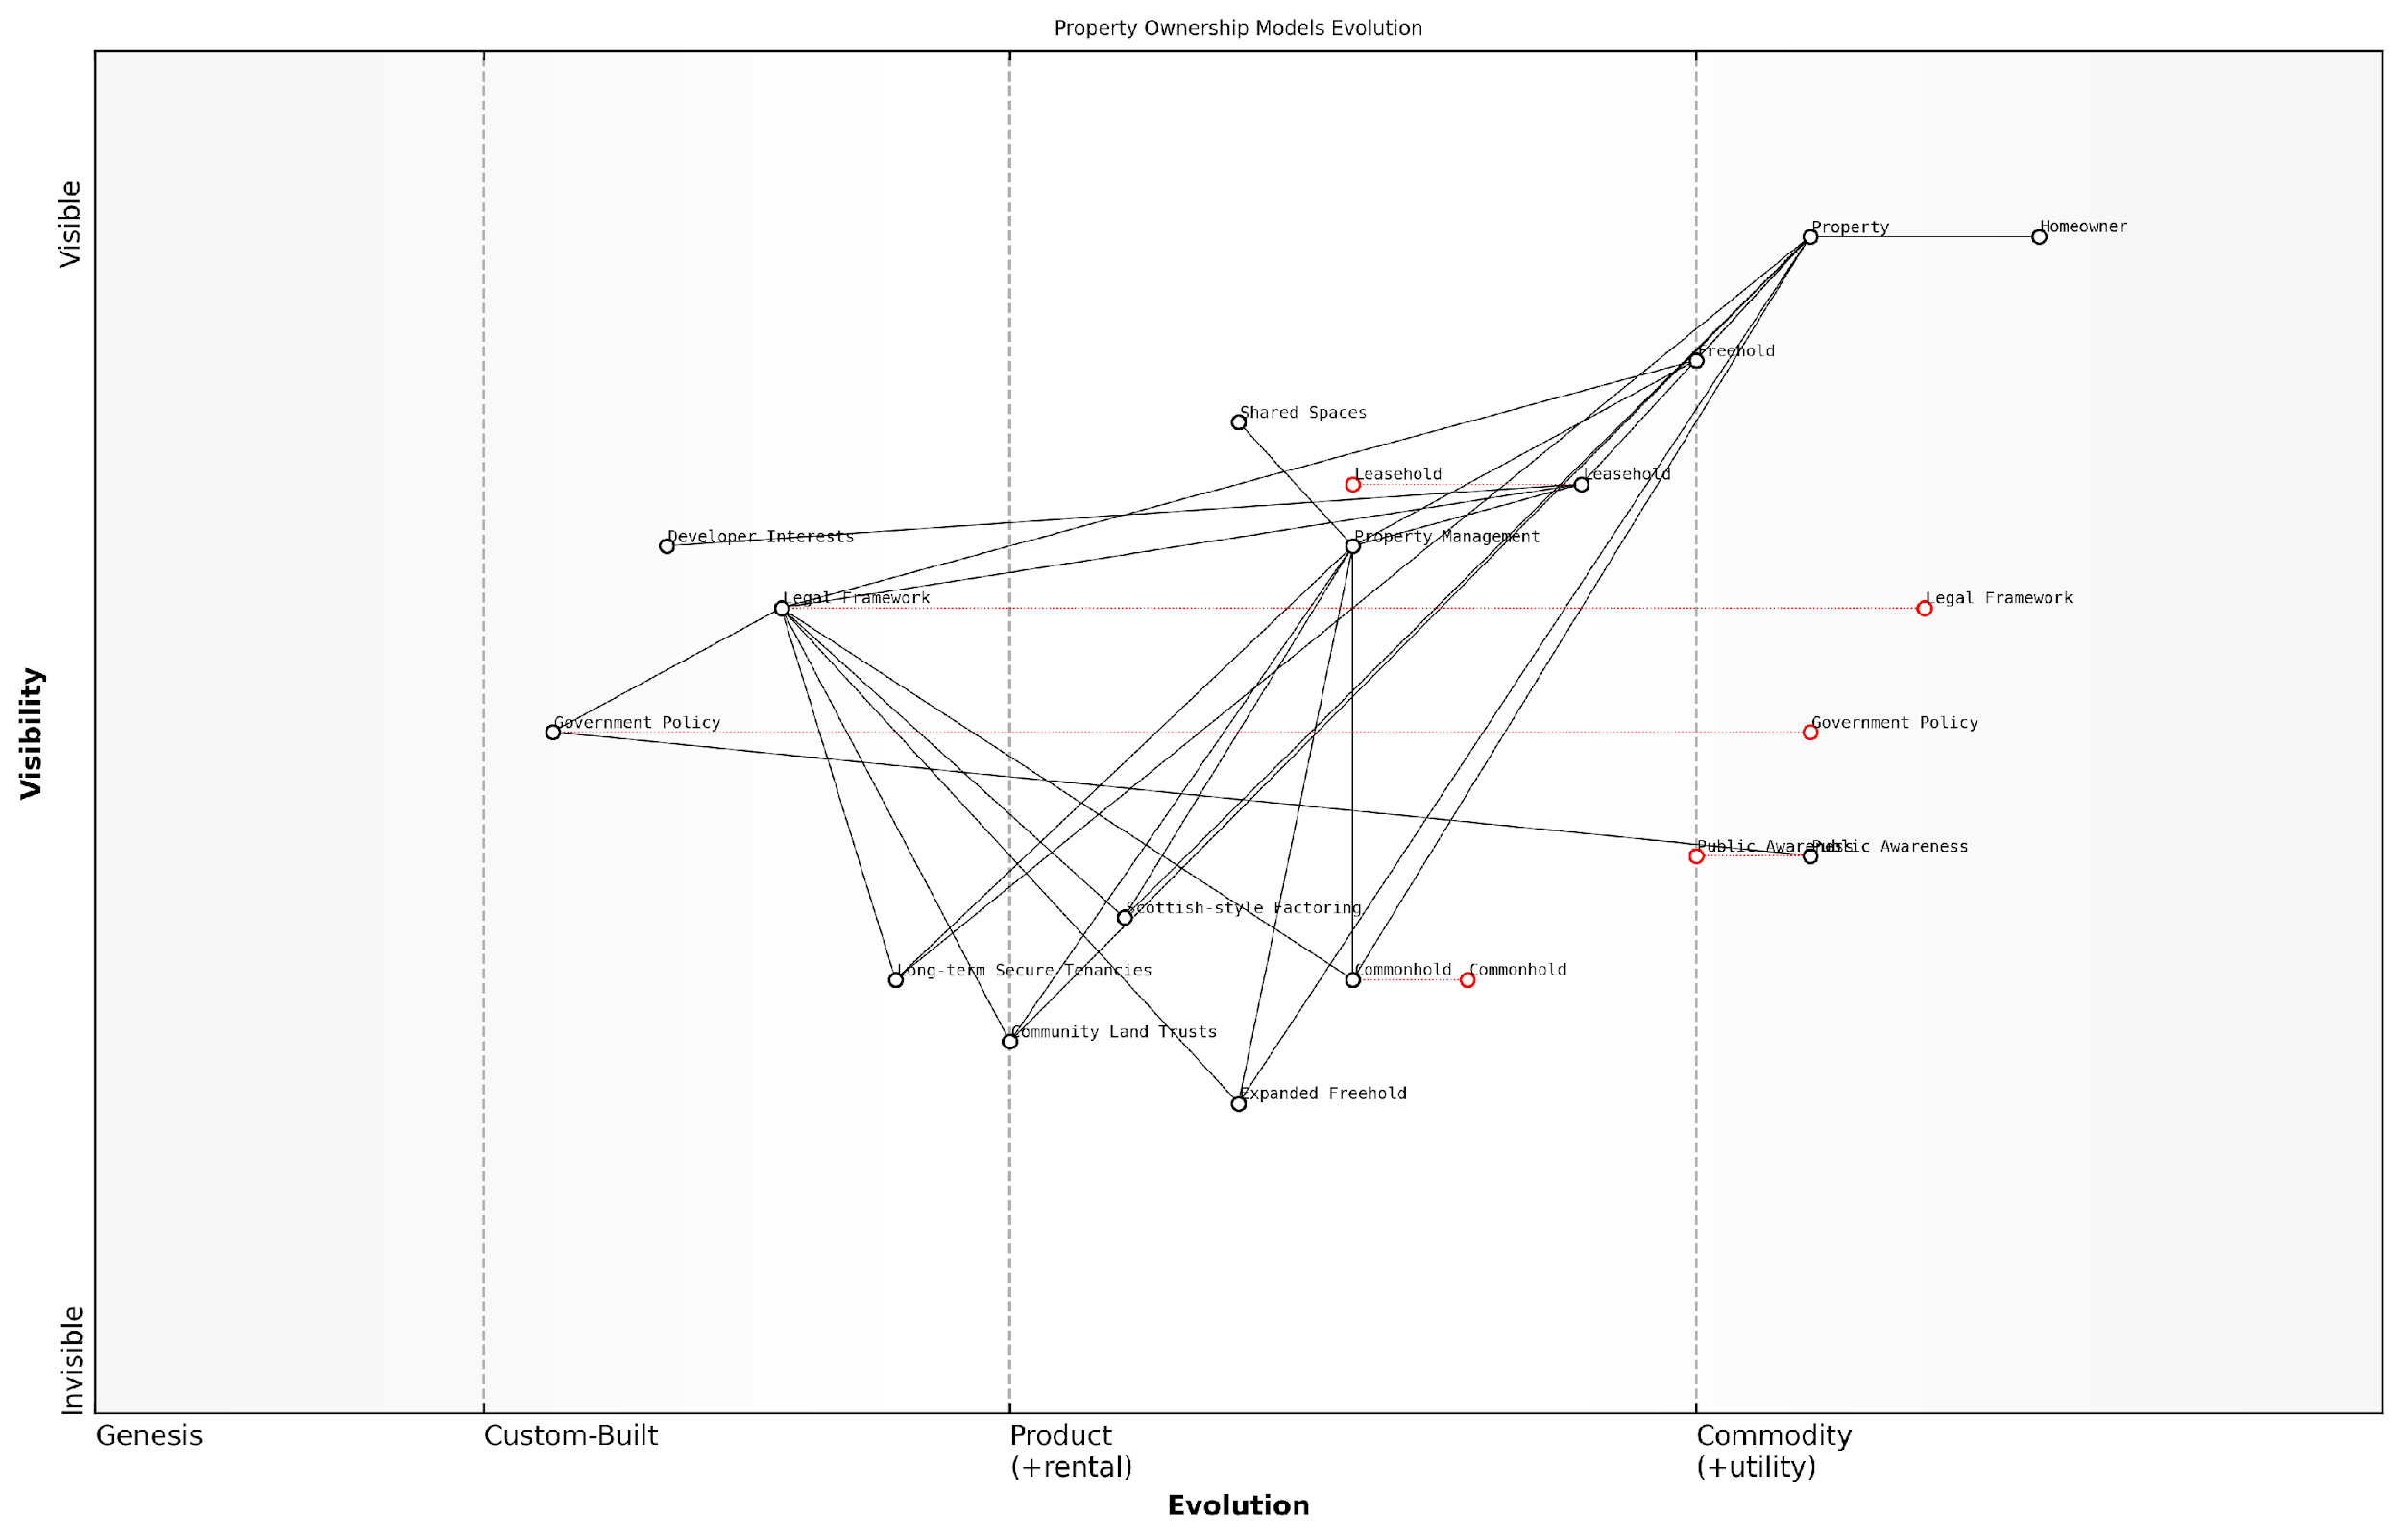 Property Ownership Models Evolution
Visible
Property
Homeowner
Freehold
Shared Spaces
Leasehold
Leasehold
Developer Interests
Property Management
Legal Framework
Legal Framework
Government Policy
Government Policy
Visibility
Public Awareness
Public Awareness
Scottish-style Factoring
Long-term Secure Tenancies
Commonhold
Commonhold
Community Land Trusts
Expanded Freehold
Invisible
Genesis
Custom-Built
Product
(+rental)
Commodity
(+utility)
Evolution